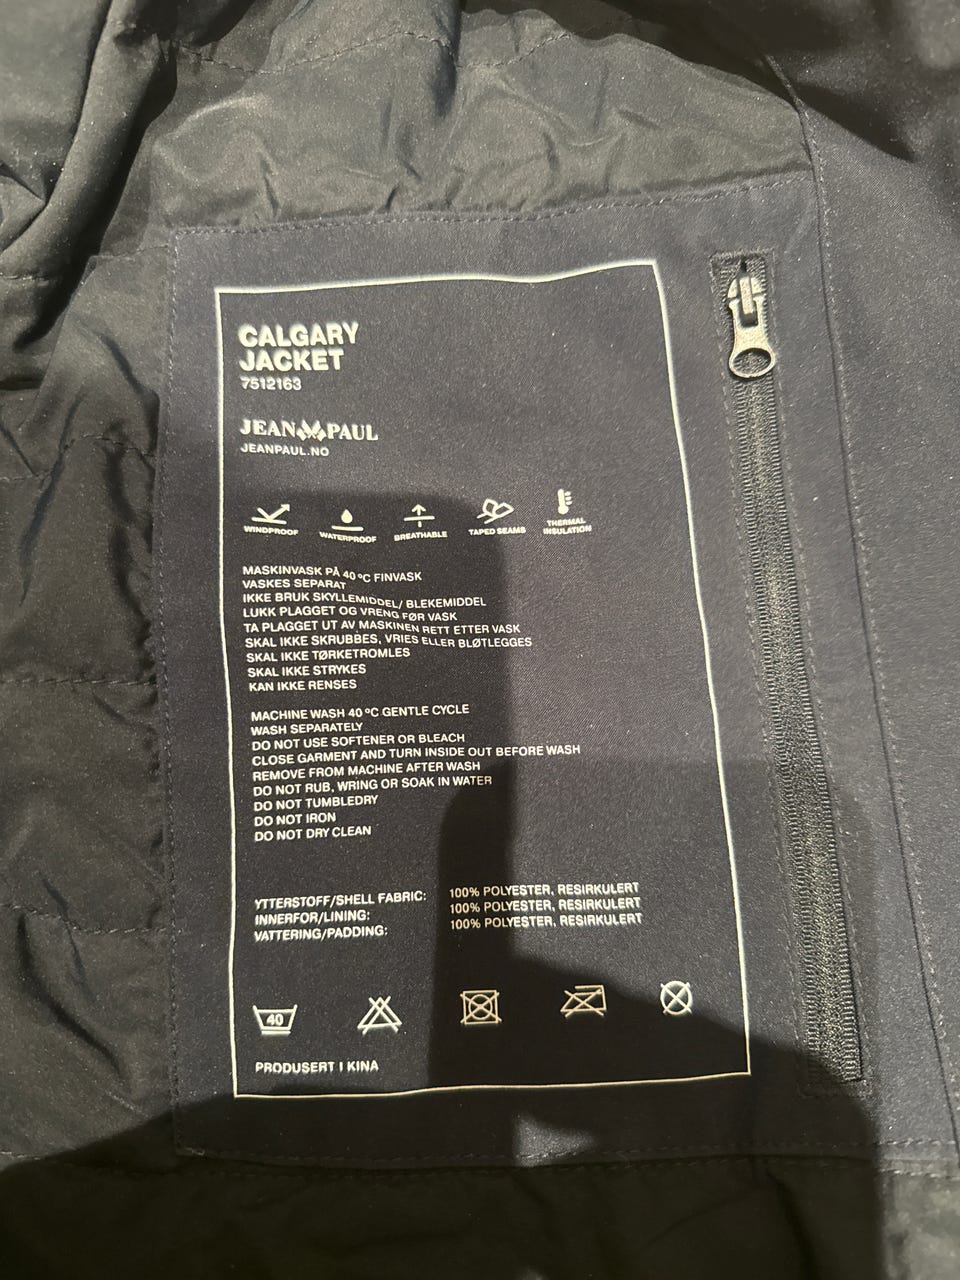 CALGARY
JACKET
7512163
JEAN PAUL
JEANPAUL.NO
WINDPROOF WATERPROOF BREATHABLE TAPED SEAMS THERMAL INSULATION
MASKINVASK PÅ 40 ºC FINVASK
VASKES SEPARAT
IKKE BRUK SKYLLEMIDDEL/ BLEKEMIDDEL
LUKK PLAGGET OG VRENG FØR VASK
TA PLAGGET UT AV MASKINEN RETT ETTER VASK
SKAL IKKE SKRUBBES, VRIES ELLER BLØTLEGGES
SKAL IKKE TØRKETROMLES
SKAL IKKE STRYKES
KAN IKKE RENSES
MACHINE WASH 40 ºC GENTLE CYCLE
WASH SEPARATELY
DO NOT USE SOFTENER OR BLEACH
CLOSE GARMENT AND TURN INSIDE OUT BEFORE WASH
REMOVE FROM MACHINE AFTER WASH
DO NOT RUB, WRING OR SOAK IN WATER
DO NOT TUMBLEDRY
DO NOT IRON
DO NOT DRY CLEAN
YTTERSTOFF/SHELL FABRIC: 100% POLYESTER, RESIRKULERT
INNERFOR/LINING: 100% POLYESTER, RESIRKULERT
VATTERING/PADDING: 100% POLYESTER, RESIRKULERT
40
PRODUSERT I KINA